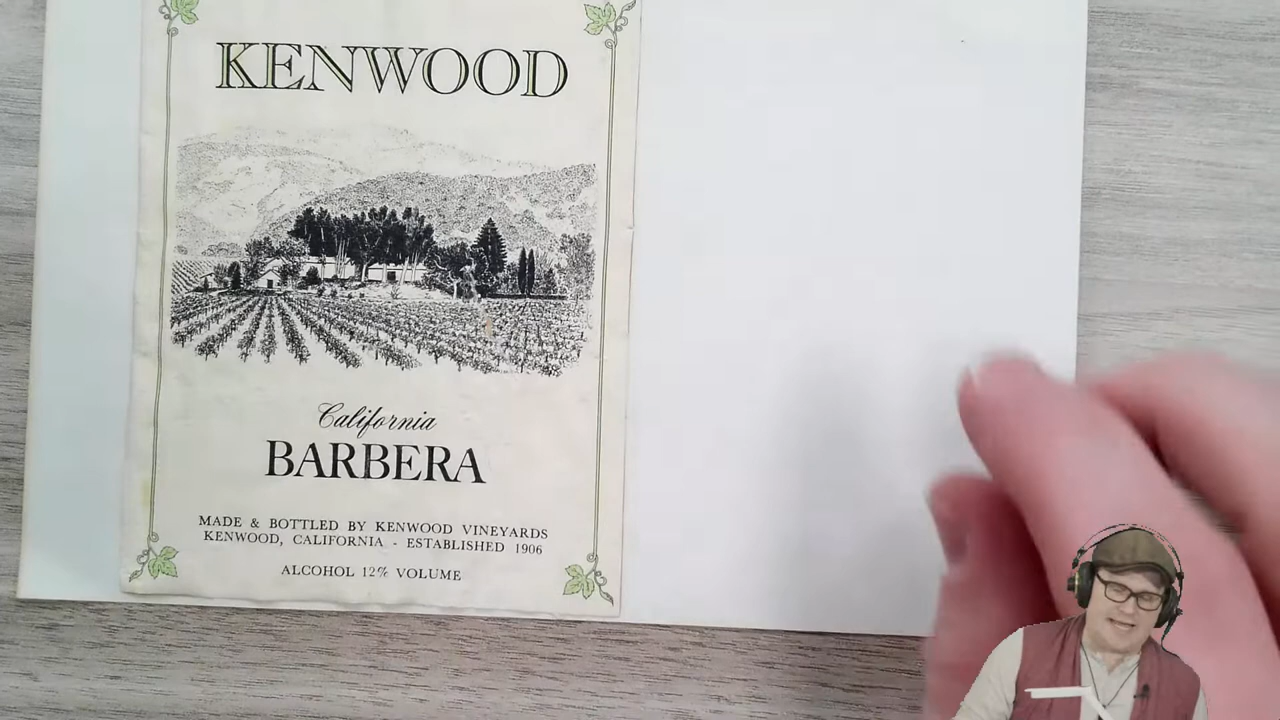 KENWOOD
California
BARBERA
MADE & BOTTLED BY KENWOOD VINEYARDS
KENWOOD, CALIFORNIA - ESTABLISHED 1906
ALCOHOL 12% VOLUME